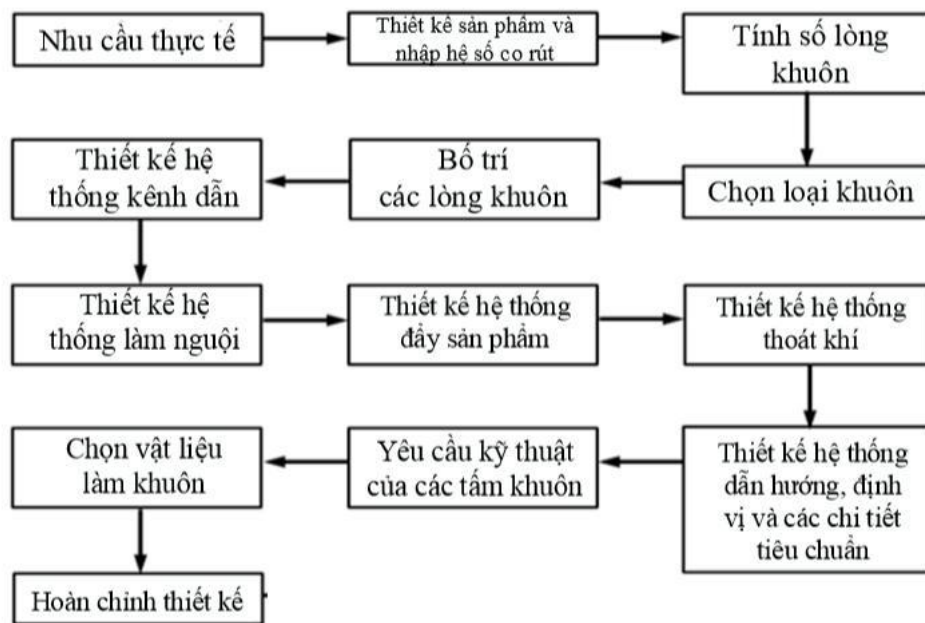 Nhu cầu thực tế
Thiết kế sản phẩm và
nhập hệ số co rút
Tính số lòng
khuôn
Chọn loại khuôn
Bố trí
các lòng khuôn
Thiết kế hệ
thống kênh dẫn
Thiết kế hệ
thống làm nguội
Thiết kế hệ thống
đẩy sản phẩm
Thiết kế hệ thống
thoát khí
Thiết kế hệ thống
dẫn hướng, định
vị và các chi tiết
tiêu chuẩn
Yêu cầu kỹ thuật
của các tấm khuôn
Chọn vật liệu
làm khuôn
Hoàn chinh thiết kế